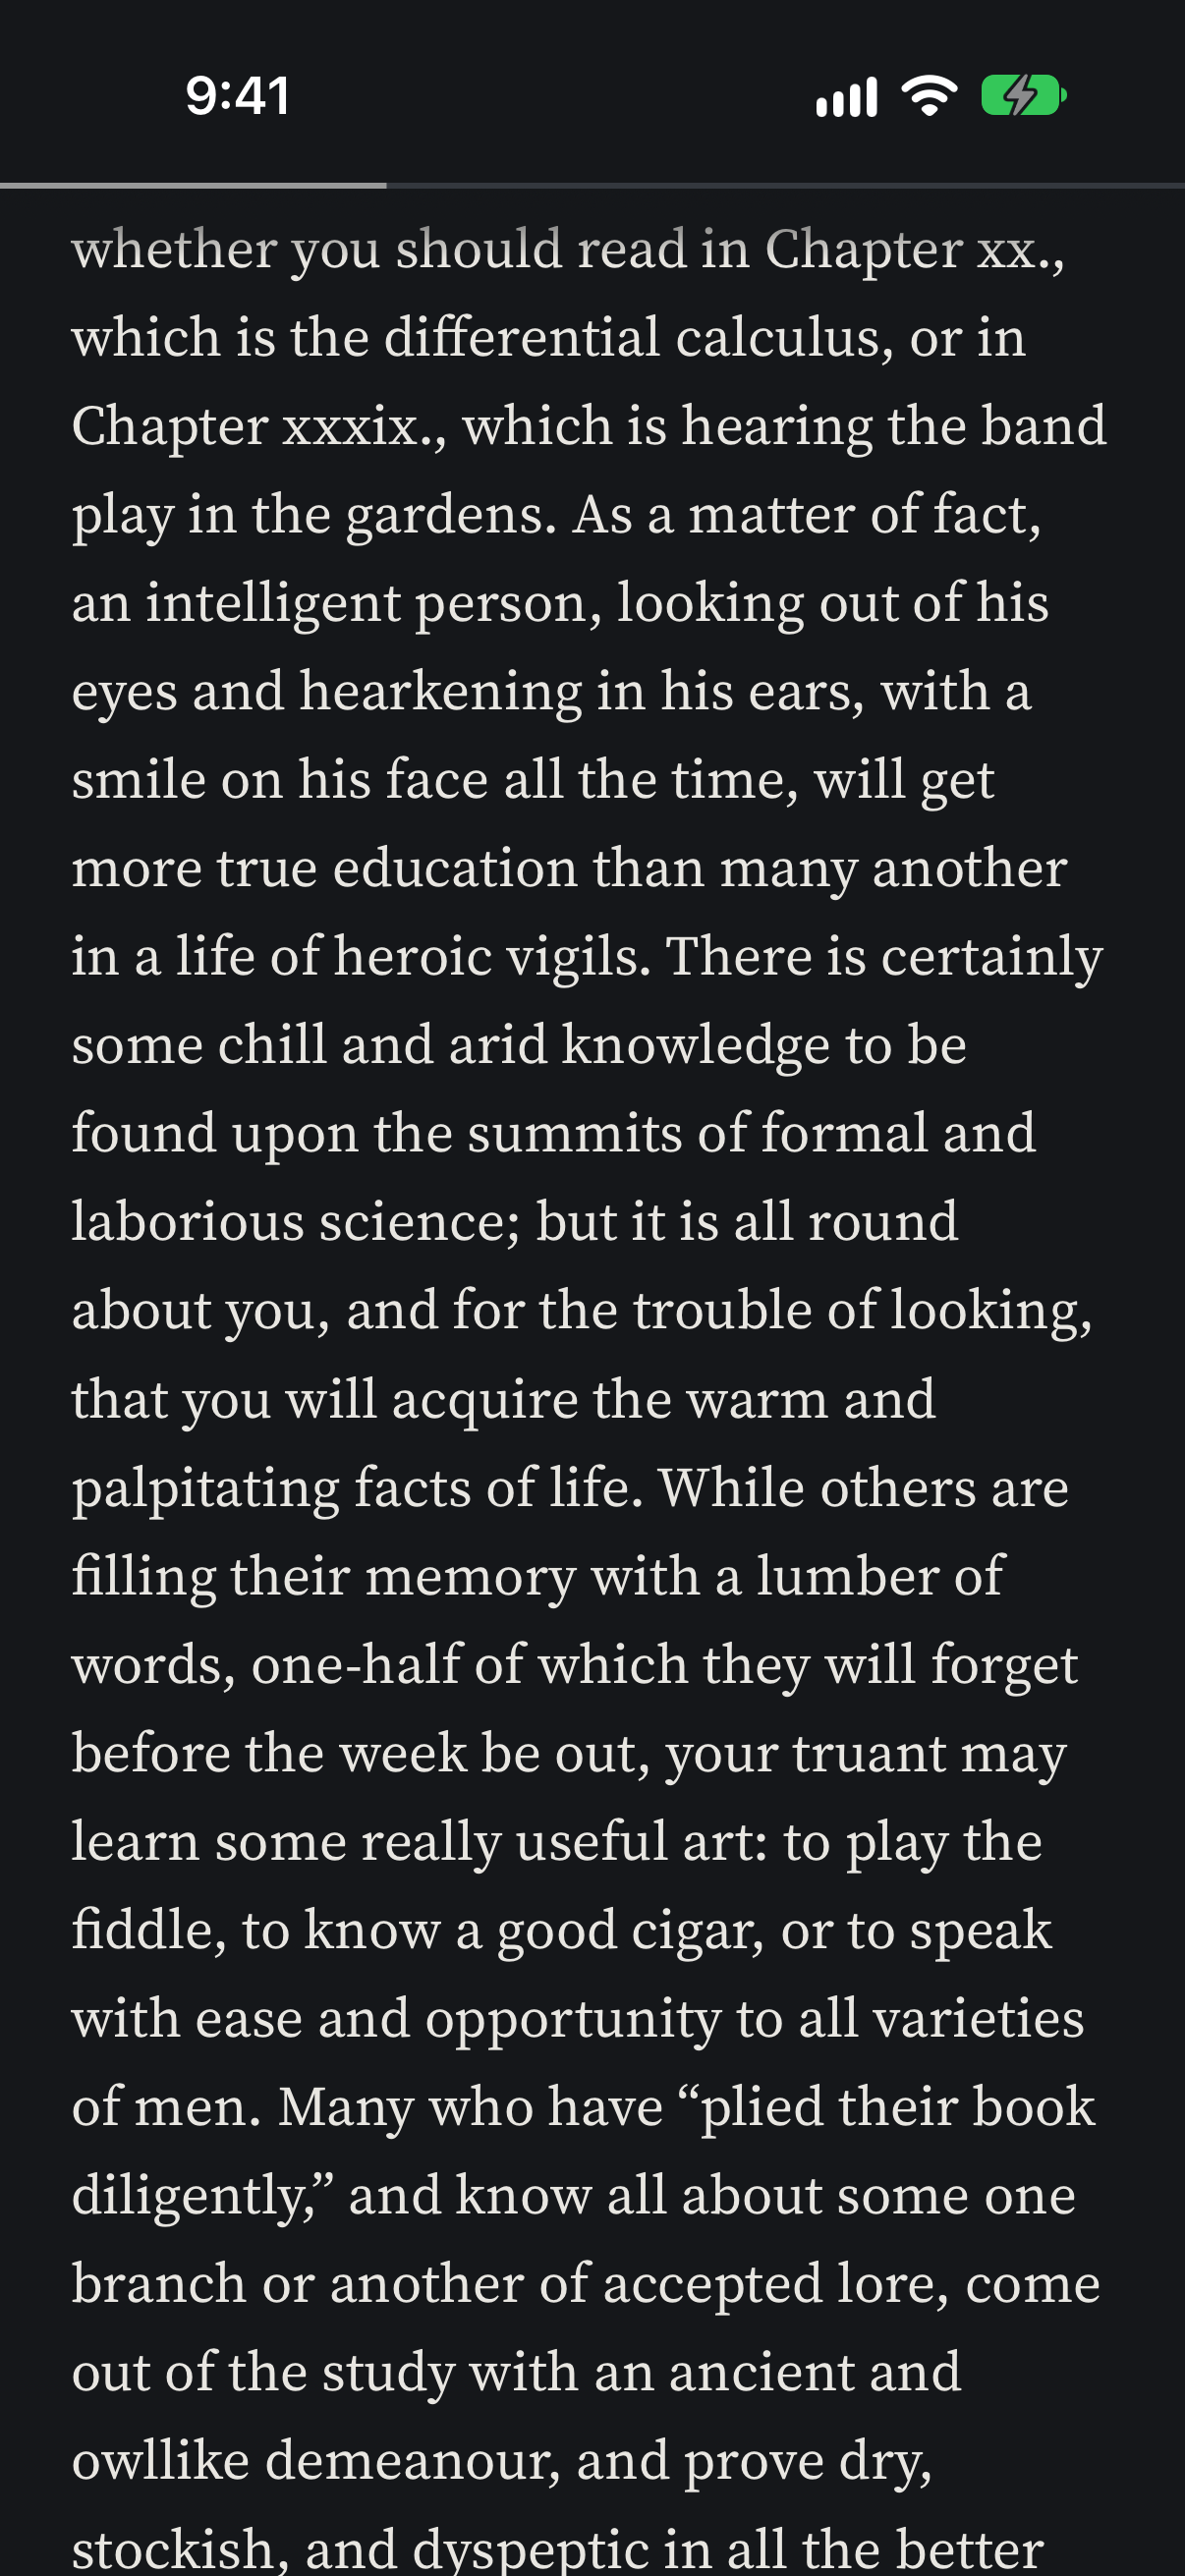 9:41
whether you should read in Chapter xx.,
which is the differential calculus, or in
Chapter xxxix., which is hearing the band
play in the gardens. As a matter of fact,
an intelligent person, looking out of his
eyes and hearkening in his ears, with a
smile on his face all the time, will get
more true education than many another
in a life of heroic vigils. There is certainly
some chill and arid knowledge to be
found upon the summits of formal and
laborious science; but it is all round
about you, and for the trouble of looking,
that you will acquire the warm and
palpitating facts of life. While others are
filling their memory with a lumber of
words, one-half of which they will forget
before the week be out, your truant may
learn some really useful art: to play the
fiddle, to know a good cigar, or to speak
with ease and opportunity to all varieties
of men. Many who have “plied their book
diligently,” and know all about some one
branch or another of accepted lore, come
out of the study with an ancient and
owllike demeanour, and prove dry,
stockish, and dyspeptic in all the better